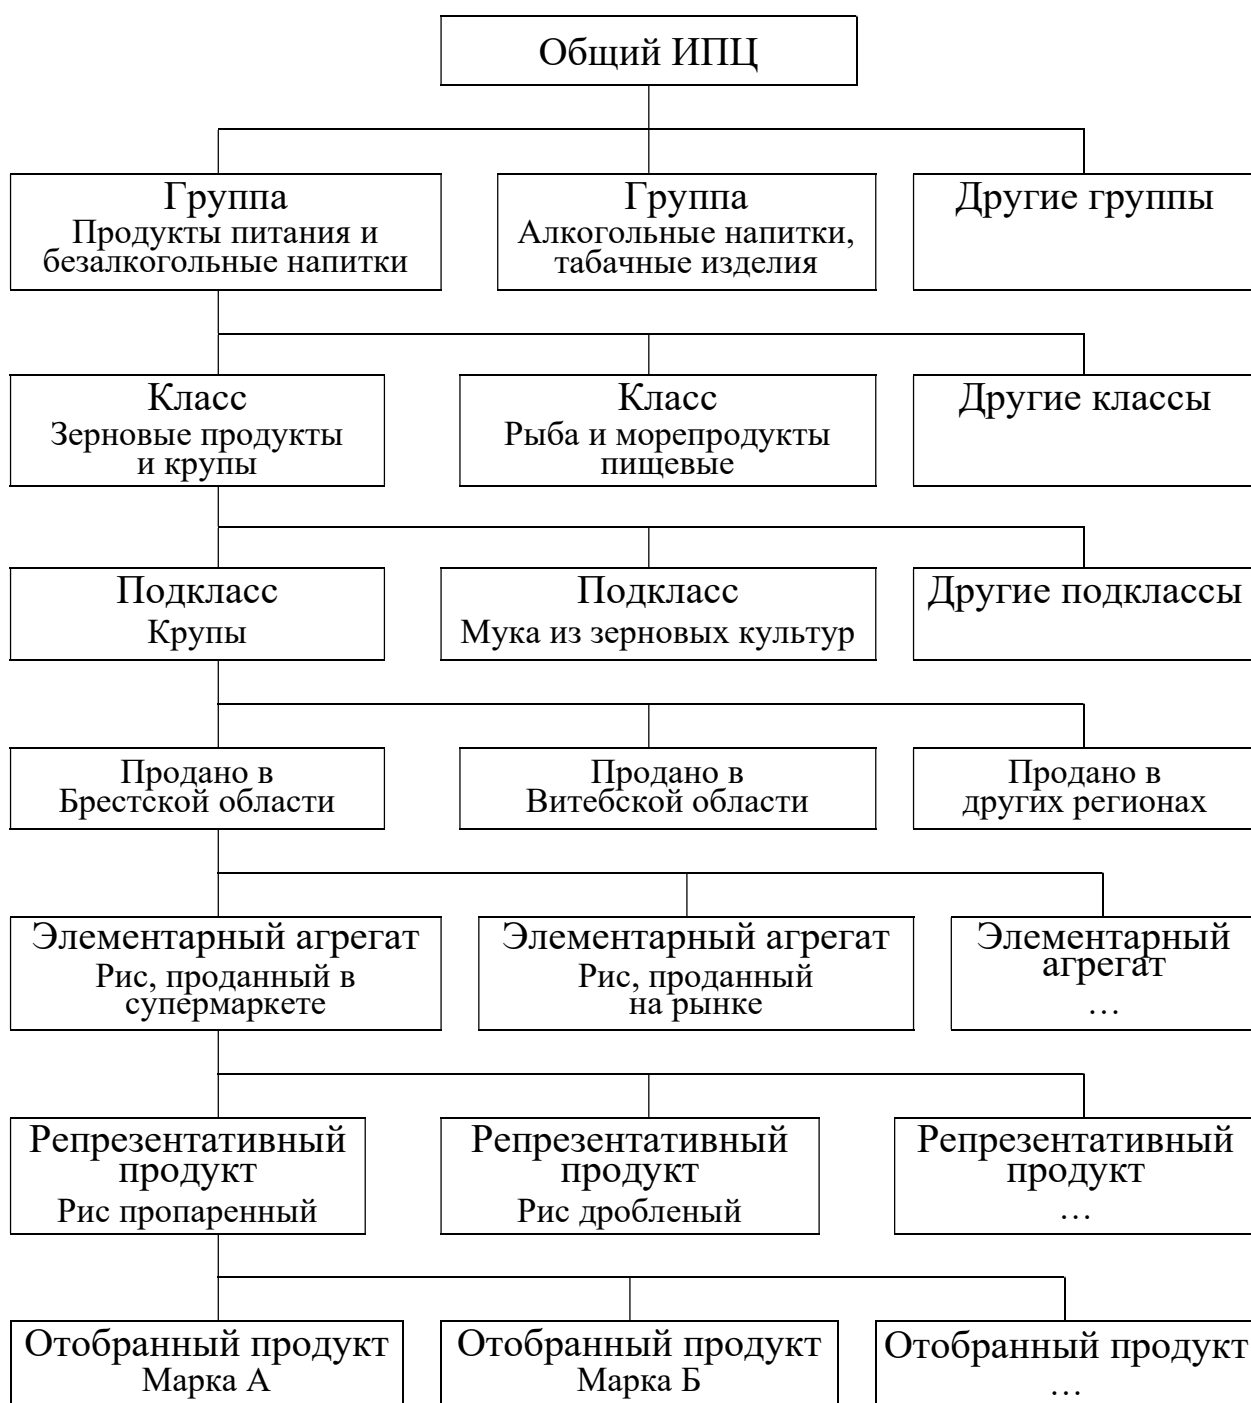 Общий ИПЦ
Группа
Продукты питания и
безалкогольные напитки
Группа
Алкогольные напитки,
табачные изделия
Другие группы
Класс
Зерновые продукты
и крупы
Класс
Рыба и морепродукты
пищевые
Другие классы
Подкласс
Крупы
Подкласс
Мука из зерновых культур
Другие подклассы
Продано в
Брестской области
Продано в
Витебской области
Продано в
других регионах
Элементарный агрегат
Рис, проданный в
супермаркете
Элементарный агрегат
Рис, проданный
на рынке
Элементарный
агрегат
…
Репрезентативный
продукт
Рис пропаренный
Репрезентативный
продукт
Рис дробленый
Репрезентативный
продукт
…
Отобранный продукт
Марка А
Отобранный продукт
Марка Б
Отобранный продукт
…